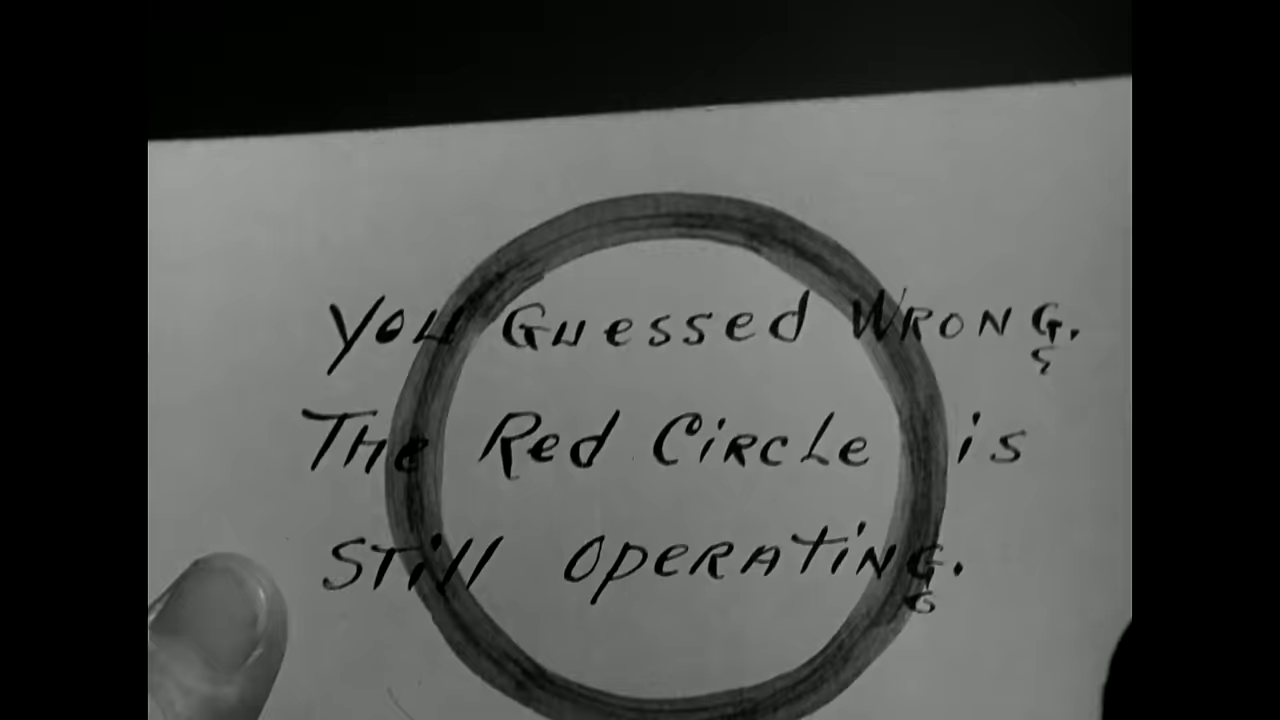 You Guessed Wrong.
The Red Circle is
Still Operating.